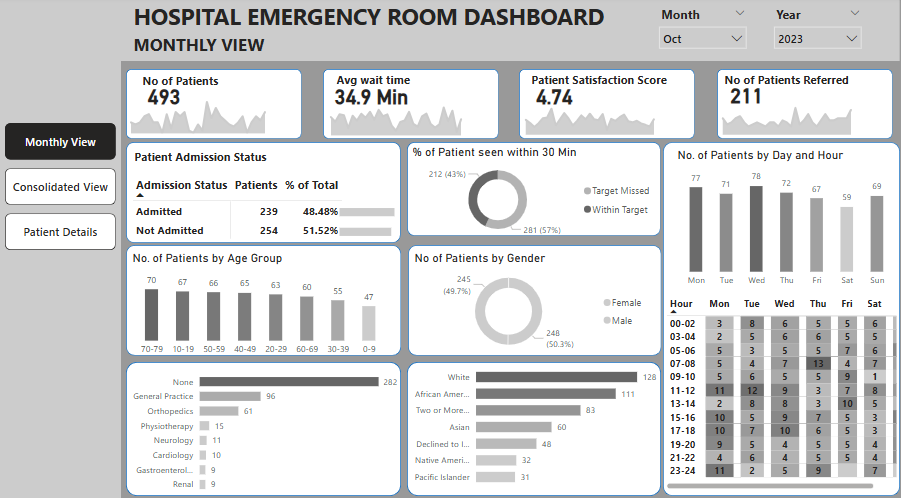 HOSPITAL EMERGENCY ROOM DASHBOARD
MONTHLY VIEW
Month
Oct
Year
2023
Monthly View
Consolidated View
Patient Details
No of Patients
493
Avg wait time
34.9 Min
Patient Satisfaction Score
4.74
No of Patients Referred
211
Patient Admission Status
Admission Status Patients % of Total
Admitted 239 48.48%
Not Admitted 254 51.52%
% of Patient seen within 30 Min
212 (43%)
281 (57%)
Target Missed
Within Target
No. of Patients by Age Group
70 67 66 65 63 60 55 47
70-79 10-19 50-59 40-49 20-29 60-69 30-39 0-9
No of Patients by Gender
245
(49.7%)
248
(50.3%)
Female
Male
None 282
General Practice 96
Orthopedics 61
Physiotherapy 15
Neurology 11
Cardiology 10
Gastroenterol... 9
Renal 9
White 128
African Amer... 111
Two or More... 83
Asian 60
Declined to I... 48
Native Ameri... 32
Pacific Islander 31
No. of Patients by Day and Hour
77 71 78 72 67 59 69
Mon Tue Wed Thu Fri Sat Sun
Hour Mon Tue Wed Thu Fri Sat
00-02 3 8 6 5 5 6
03-04 2 5 6 6 6 5
05-06 5 3 5 5 7 6
07-08 5 4 7 13 4 7
09-10 5 6 5 5 9 1
11-12 11 12 9 3 7 8
13-14 2 8 8 3 10 5
15-16 10 5 9 7 5 3
17-18 10 7 10 6 5 3
19-20 9 5 4 5 5 4
21-22 4 6 4 5 5 4
23-24 11 2 5 9 7